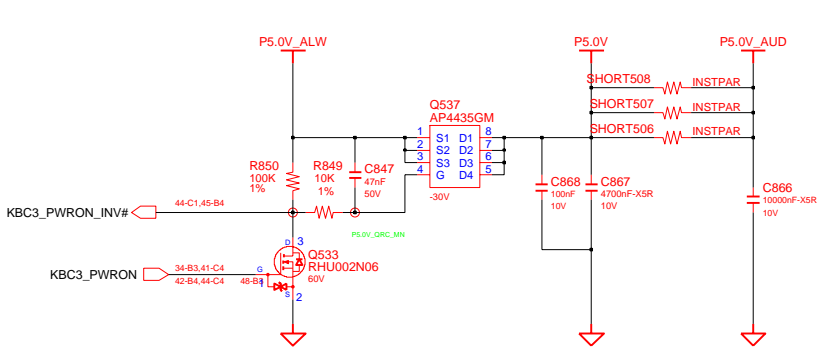 P5.0V_ALW
P5.0V
P5.0V_AUD
SHORT508
INSTPAR
SHORT507
INSTPAR
SHORT506
INSTPAR
Q537
AP4435GM
1 S1 D1 8
2 S2 D2 7
3 S3 D3 6
4 G D4 5
-30V
R850
100K
1%
R849
10K
1%
C847
47nF
50V
C868
100nF
10V
C867
4700nF-X5R
10V
C866
10000nF-X5R
10V
KBC3_PWRON_INV#
44-C1,45-B4
P5.0V_QRC_MN
D 3
Q533
RHU002N06
60V
KBC3_PWRON
34-B3,41-C4
42-B4,44-C4
G
1
S 2